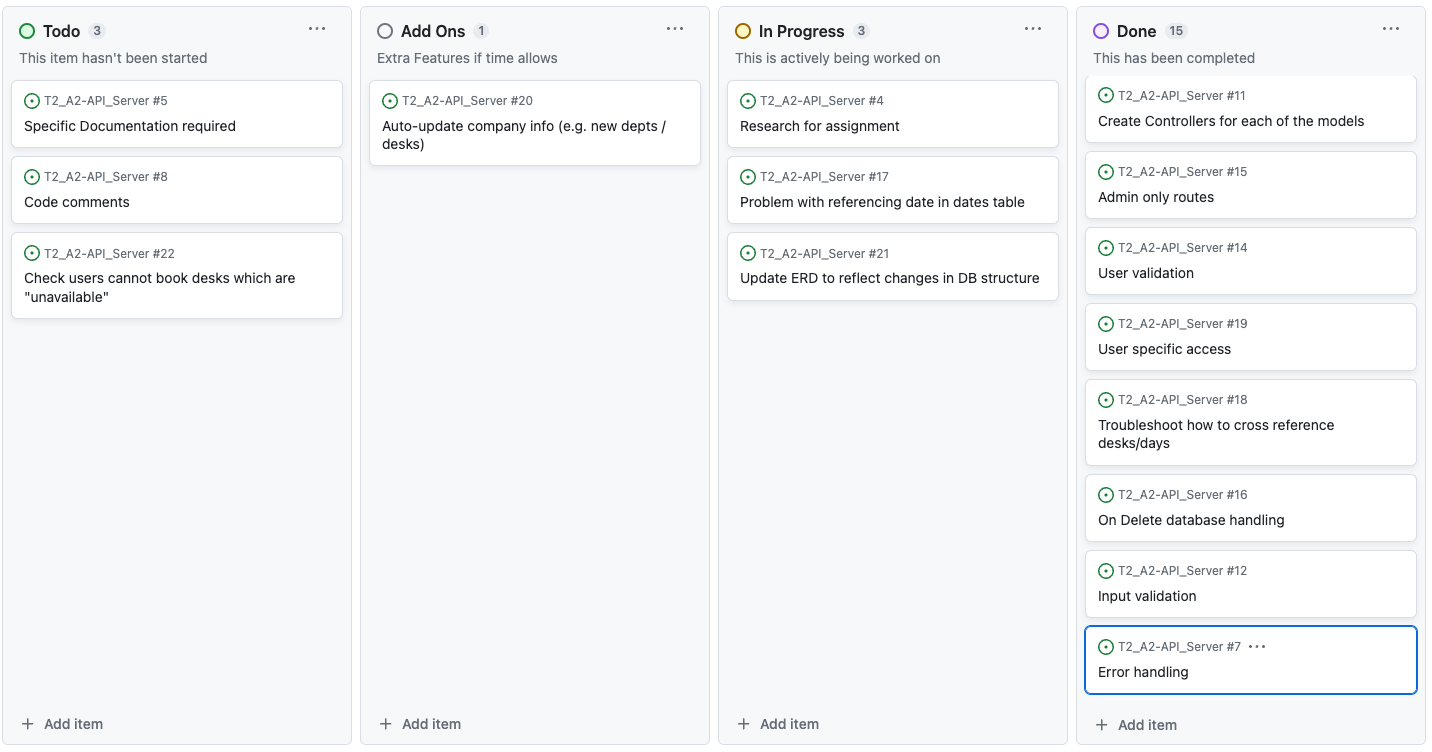 Todo 3
This item hasn't been started
T2_A2-API_Server #5
Specific Documentation required
T2_A2-API_Server #8
Code comments
T2_A2-API_Server #22
Check users cannot book desks which are
"unavailable"
Add item
Add Ons 1
Extra Features if time allows
T2_A2-API_Server #20
Auto-update company info (e.g. new depts /
desks)
Add item
In Progress 3
This is actively being worked on
T2_A2-API_Server #4
Research for assignment
T2_A2-API_Server #17
Problem with referencing date in dates table
T2_A2-API_Server #21
Update ERD to reflect changes in DB structure
Add item
Done 15
This has been completed
T2_A2-API_Server #11
Create Controllers for each of the models
T2_A2-API_Server #15
Admin only routes
T2_A2-API_Server #14
User validation
T2_A2-API_Server #19
User specific access
T2_A2-API_Server #18
Troubleshoot how to cross reference
desks/days
T2_A2-API_Server #16
On Delete database handling
T2_A2-API_Server #12
Input validation
T2_A2-API_Server #7
Error handling
Add item